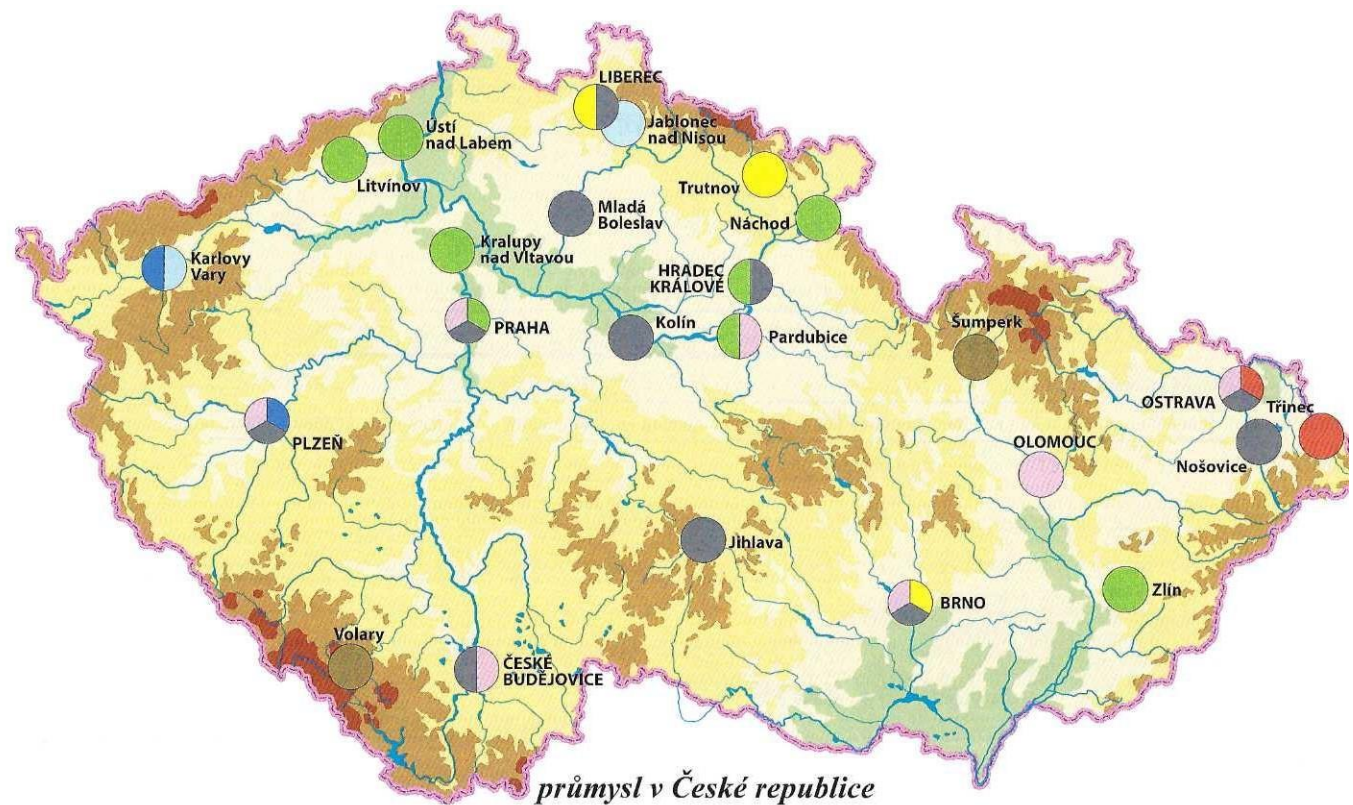 LIBEREC
Jablonec
nad Nisou
Ústí
nad Labem
Litvínov
Trutnov
Mladá
Boleslav
Náchod
Kralupy
nad Vltavou
Karlovy
Vary
HRADEC
KRÁLOVÉ
PRAHA
Kolín
Pardubice
Šumperk
OSTRAVA
Třinec
PLZEŇ
OLOMOUC
Nošovice
Jihlava
BRNO
Zlín
Volary
ČESKÉ
BUDĚJOVICE
průmysl v České republice